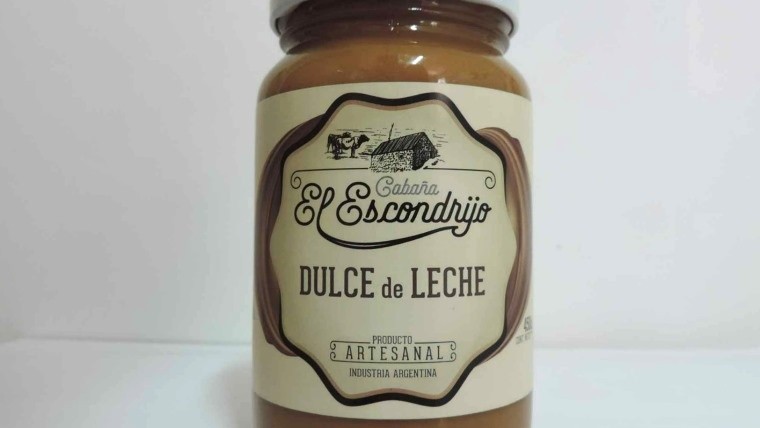 Cabaña
El Escondrijo
DULCE de LECHE
PRODUCTO
ARTESANAL
INDUSTRIA ARGENTINA